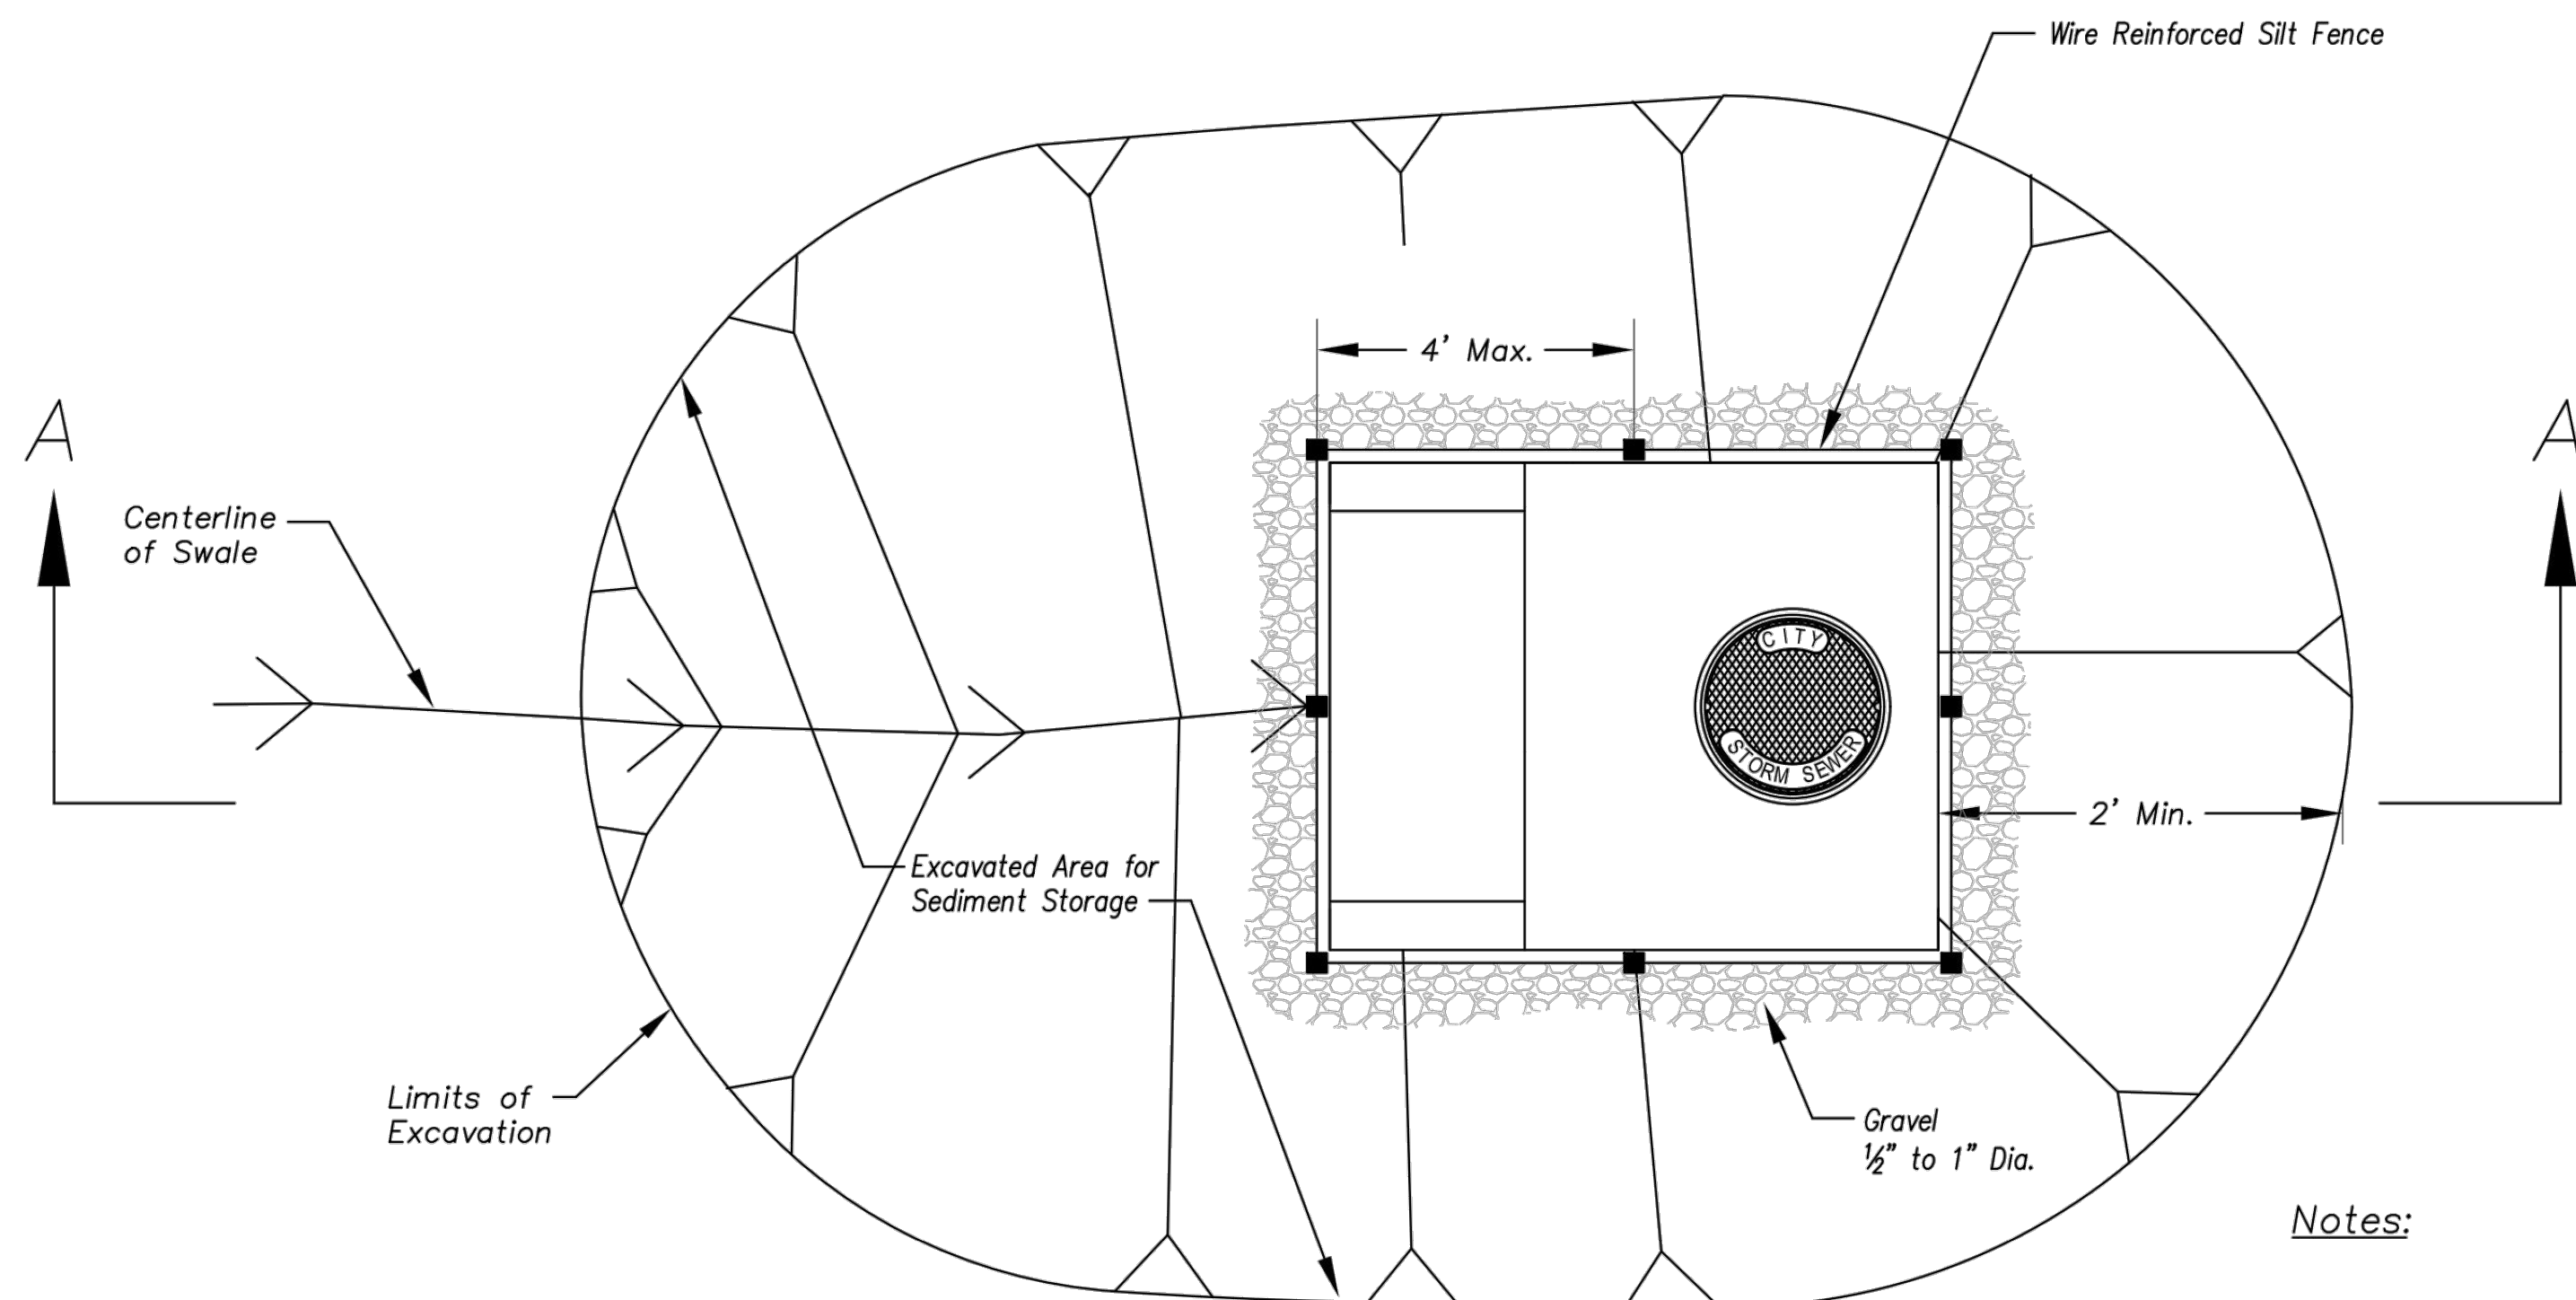 Wire Reinforced Silt Fence
4' Max.
A
A
Centerline
of Swale
CITY
STORM SEWER
2' Min.
Excavated Area for
Sediment Storage
Limits of
Excavation
Gravel
½" to 1" Dia.
Notes: